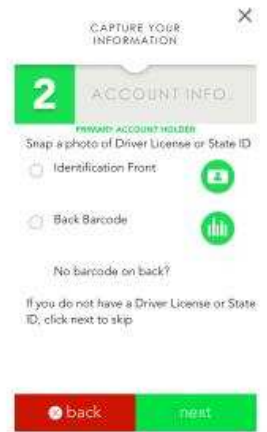 CAPTURE YOUR
INFORMATION
2
ACCOUNT INFO.
PRIMARY ACCOUNT HOLDER
Snap a photo of Driver License or State ID
Identification Front
Back Barcode
No barcode on back?
If you do not have a Driver License or State
ID, click next to skip
back
next